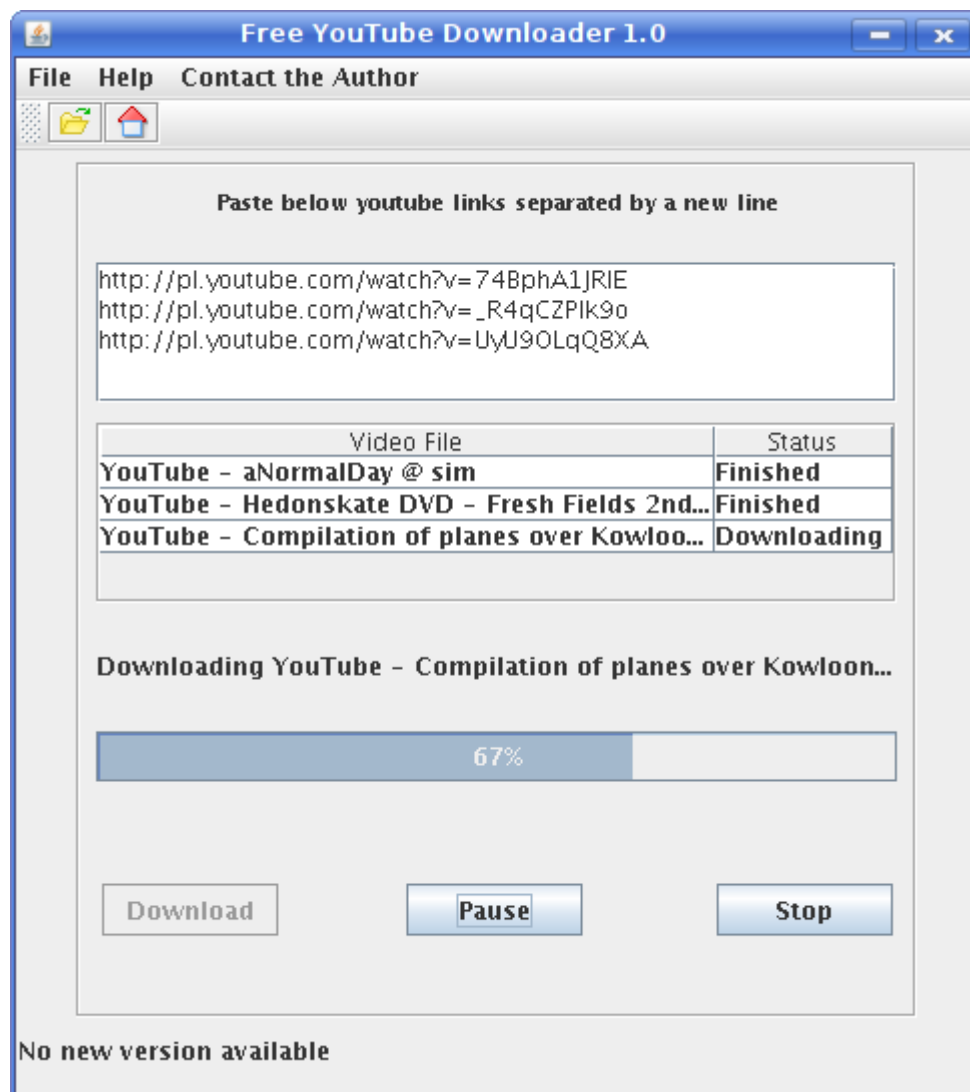 Free YouTube Downloader 1.0
File Help Contact the Author
Paste below youtube links separated by a new line
http://pl.youtube.com/watch?v=74BphA1JRlE
http://pl.youtube.com/watch?v=_R4qCZPlk9o
http://pl.youtube.com/watch?v=UyU9OLqQ8XA
Video File Status
YouTube - aNormalDay @ sim Finished
YouTube - Hedonskate DVD - Fresh Fields 2nd... Finished
YouTube - Compilation of planes over Kowloo... Downloading
Downloading YouTube - Compilation of planes over Kowloon...
67%
Download Pause Stop
No new version available